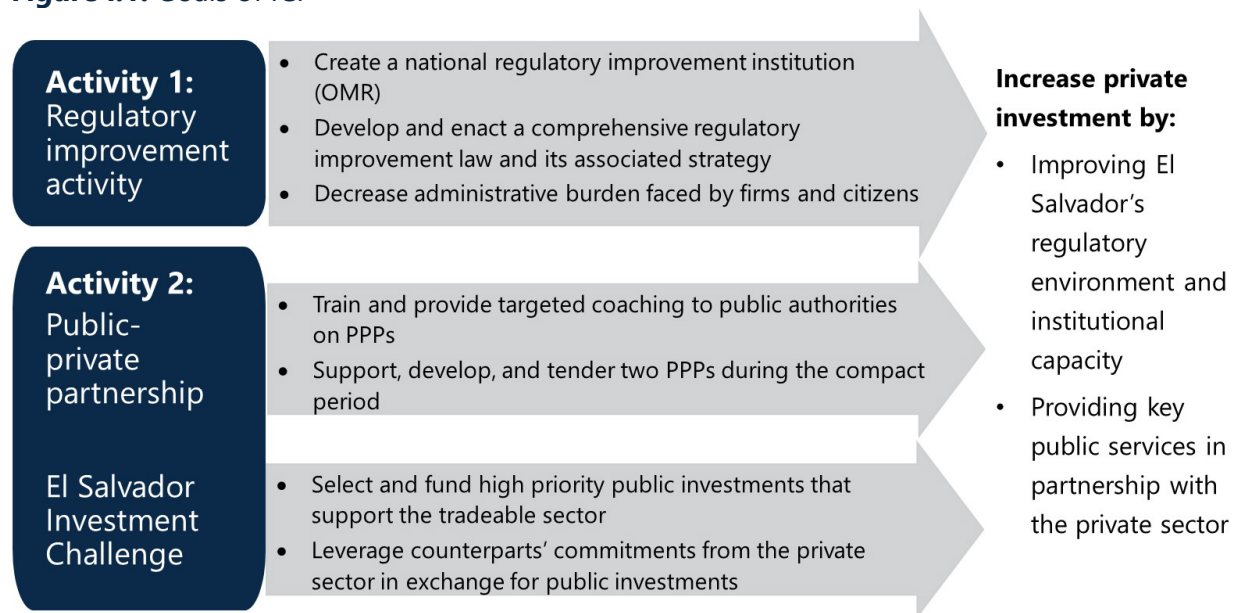 Activity 1:
Regulatory
improvement
activity
• Create a national regulatory improvement institution
(OMR)
• Develop and enact a comprehensive regulatory
improvement law and its associated strategy
• Decrease administrative burden faced by firms and citizens
Activity 2:
Public-
private
partnership
• Train and provide targeted coaching to public authorities
on PPPs
• Support, develop, and tender two PPPs during the compact
period
El Salvador
Investment
Challenge
• Select and fund high priority public investments that
support the tradeable sector
• Leverage counterparts’ commitments from the private
sector in exchange for public investments
Increase private
investment by:
• Improving El
Salvador’s
regulatory
environment and
institutional
capacity
• Providing key
public services in
partnership with
the private sector